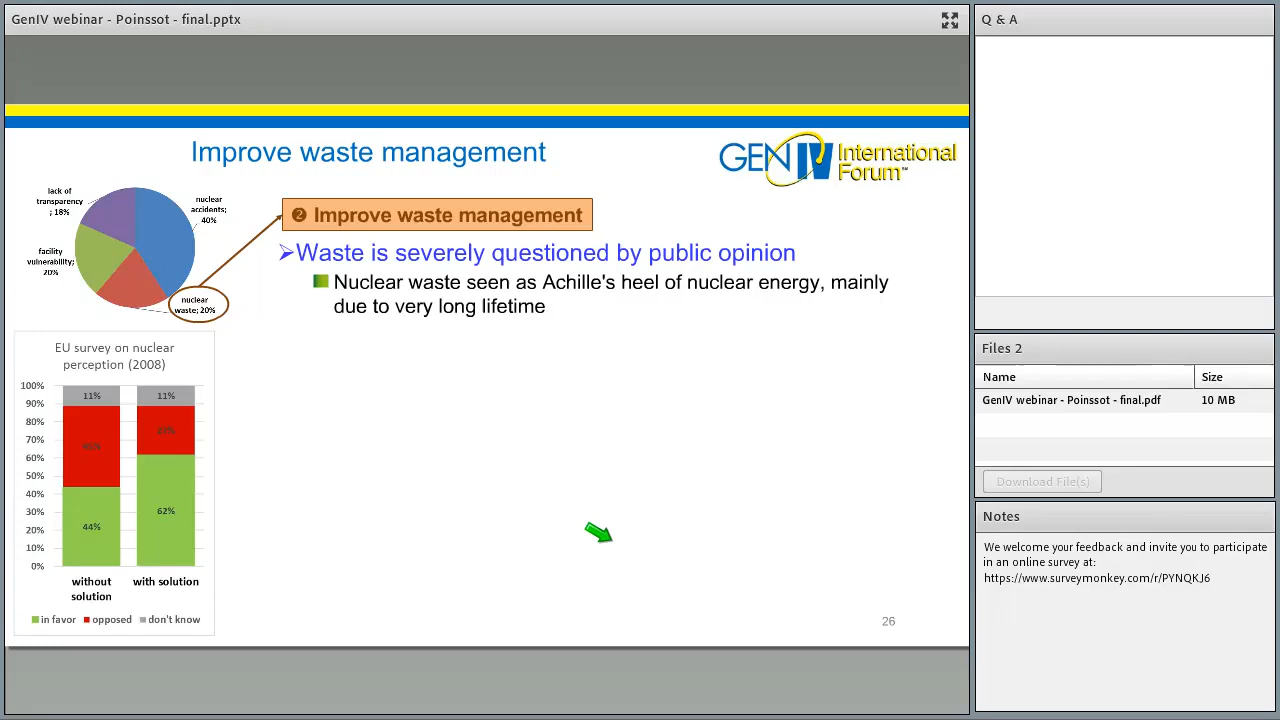 GenIV webinar - Poinssot - final.pptx
Improve waste management
GENIV International
Forum™
lack of
transparency
; 18%
nuclear
accidents;
40%
facility
vulnerability;
20%
nuclear
waste; 20%
❷ Improve waste management
Waste is severely questioned by public opinion
Nuclear waste seen as Achille's heel of nuclear energy, mainly
due to very long lifetime
EU survey on nuclear
perception (2008)
100%
90%
80%
70%
60%
50%
40%
30%
20%
10%
0%
11%
11%
44%
62%
without
solution
with solution
in favor opposed don't know
26
Q & A
Files 2
Name Size
GenIV webinar - Poinssot - final.pdf 10 MB
Download File(s)
Notes
We welcome your feedback and invite you to participate
in an online survey at:
https://www.surveymonkey.com/r/PYNQKJ6